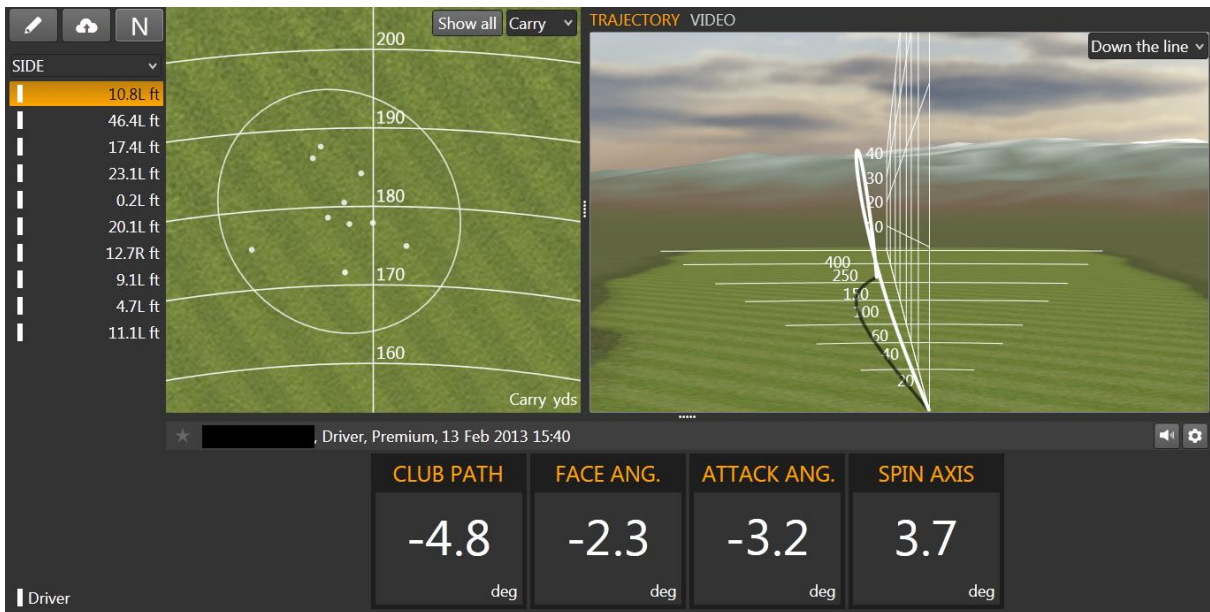 N
SIDE
10.8L ft
46.4L ft
17.4L ft
23.1L ft
0.2L ft
20.1L ft
12.7R ft
9.1L ft
4.7L ft
11.1L ft
Driver
Show all Carry
200
190
180
170
160
Carry yds
TRAJECTORY VIDEO
Down the line
40
30
20
10
400
250
150
100
60
40
20
, Driver, Premium, 13 Feb 2013 15:40
CLUB PATH
-4.8
deg
FACE ANG.
-2.3
deg
ATTACK ANG.
-3.2
deg
SPIN AXIS
3.7
deg